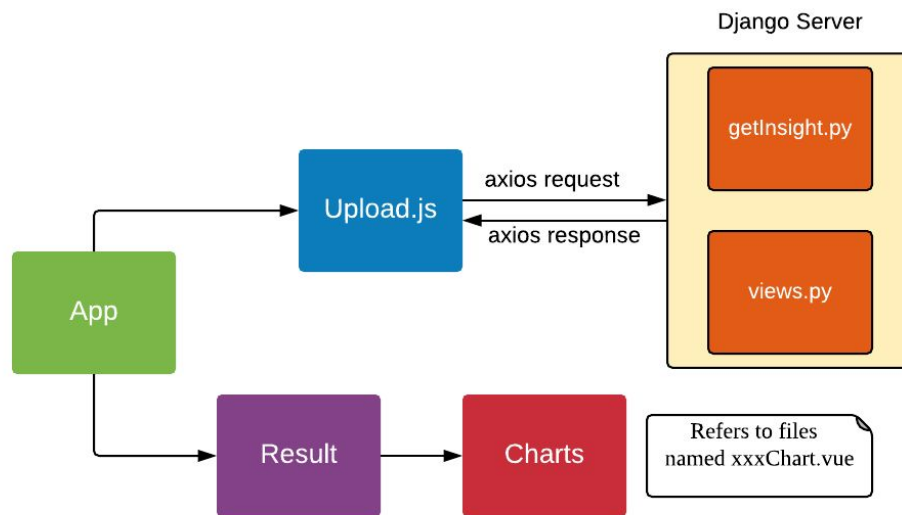 Django Server
getInsight.py
axios request
Upload.js
axios response
views.py
App
Result
Charts
Refers to files
named xxxChart.vue